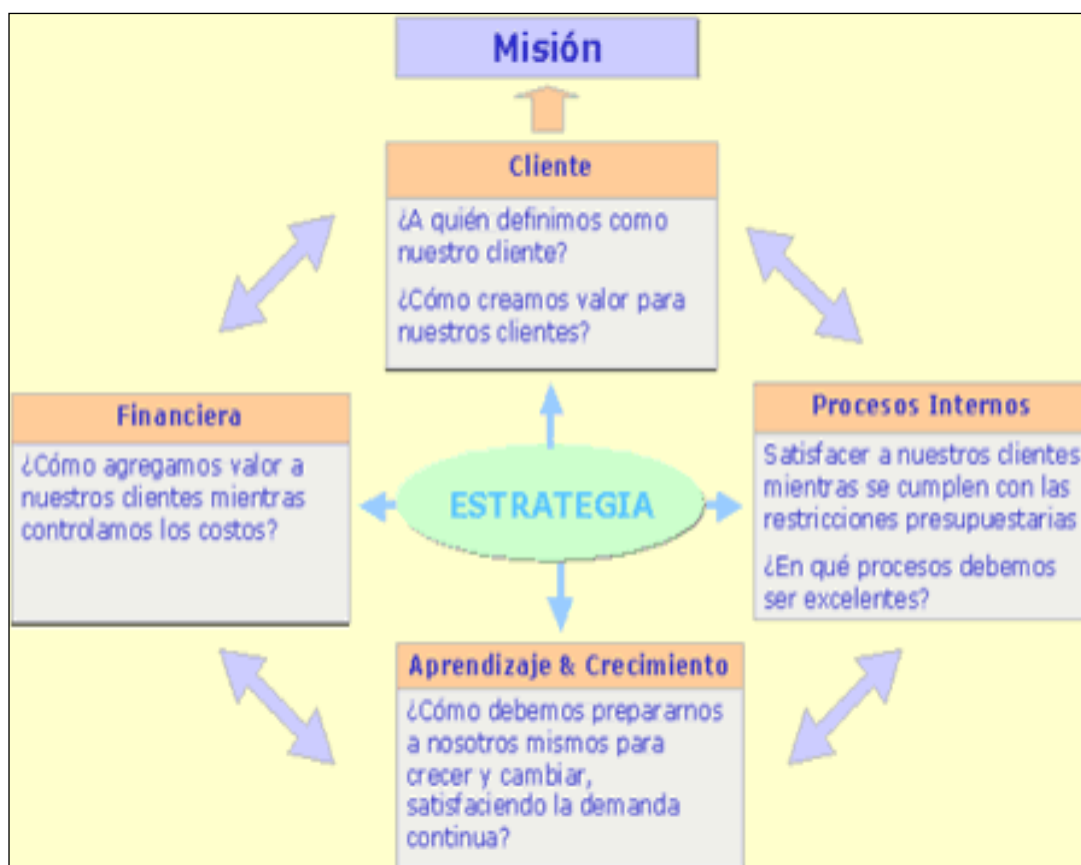 Misión
Cliente
¿A quién definimos como
nuestro cliente?
¿Cómo creamos valor para
nuestros clientes?
Financiera
¿Cómo agregamos valor a
nuestros clientes mientras
controlamos los costos?
ESTRATEGIA
Procesos Internos
Satisfacer a nuestros clientes
mientras se cumplen con las
restricciones presupuestarias
¿En qué procesos debemos
ser excelentes?
Aprendizaje & Crecimiento
¿Cómo debemos prepararnos
a nosotros mismos para
crecer y cambiar,
satisfaciendo la demanda
continua?